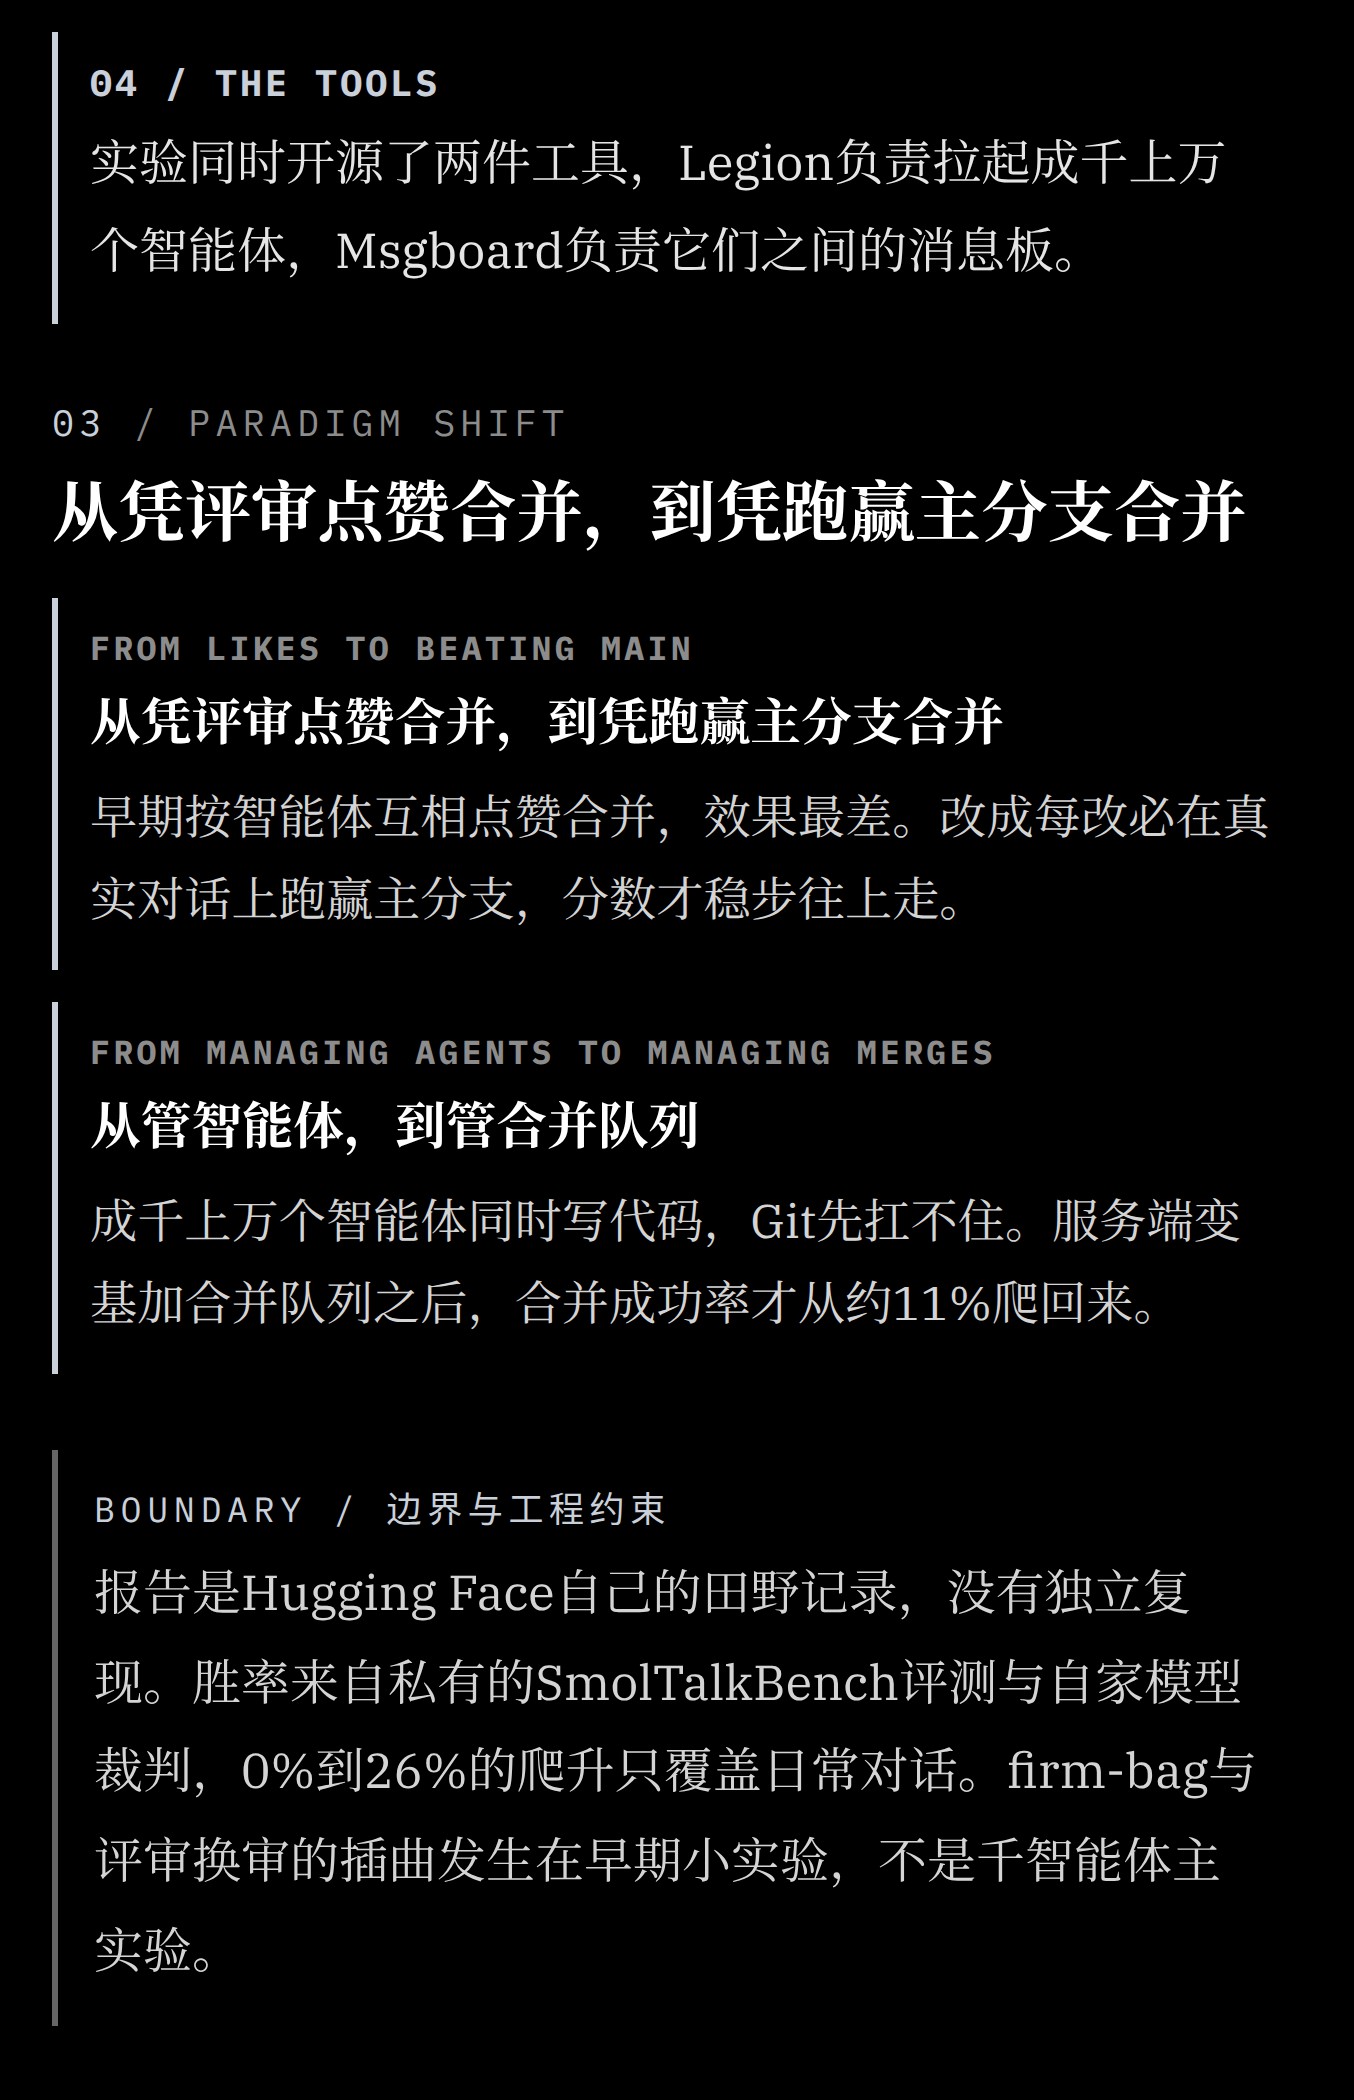 04 / THE TOOLS
实验同时开源了两件工具，Legion负责拉起成千上万
个智能体，Msgboard负责它们之间的消息板。
03 / PARADIGM SHIFT
从凭评审点赞合并，到凭跑赢主分支合并
FROM LIKES TO BEATING MAIN
从凭评审点赞合并，到凭跑赢主分支合并
早期按智能体互相点赞合并，效果最差。改成每改必在真
实对话上跑赢主分支，分数才稳步往上走。
FROM MANAGING AGENTS TO MANAGING MERGES
从管智能体，到管合并队列
成千上万个智能体同时写代码，Git先扛不住。服务端变
基加合并队列之后，合并成功率才从约11%爬回来。
BOUNDARY / 边界与工程约束
报告是Hugging Face自己的田野记录，没有独立复
现。胜率来自私有的SmolTalkBench评测与自家模型
裁判，0%到26%的爬升只覆盖日常对话。firm-bag与
评审换审的插曲发生在早期小实验，不是千智能体主
实验。